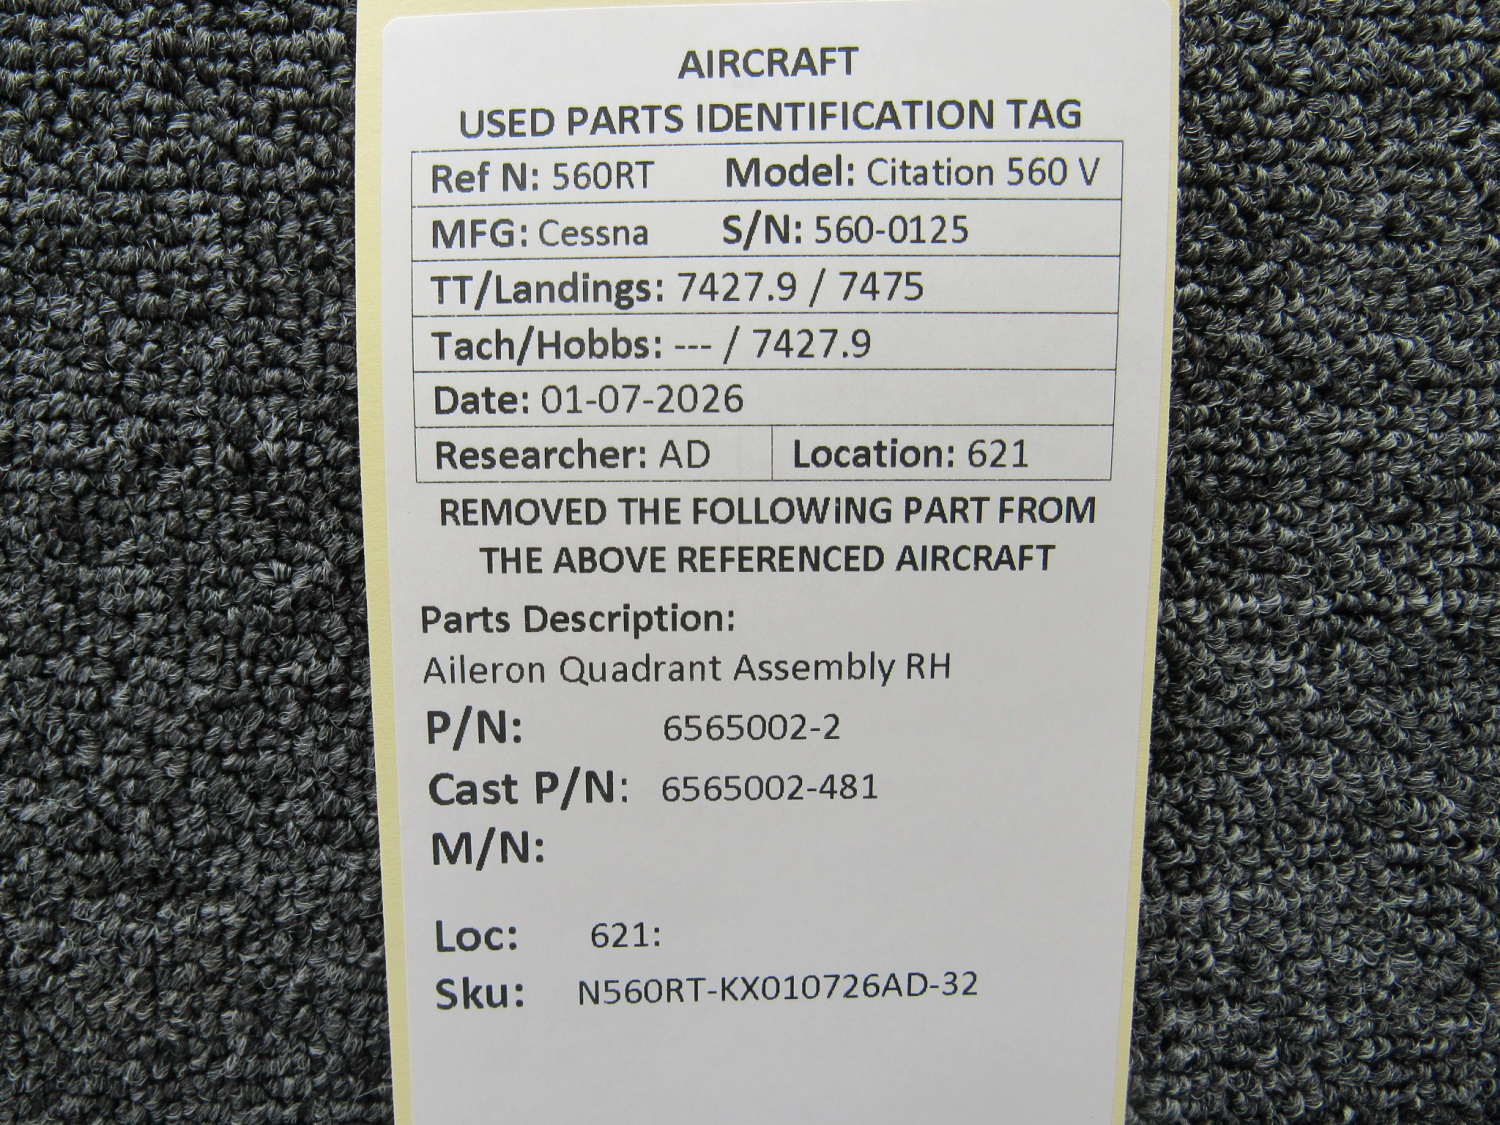 AIRCRAFT
USED PARTS IDENTIFICATION TAG
Ref N: 560RT Model: Citation 560 V
MFG: Cessna S/N: 560-0125
TT/Landings: 7427.9 / 7475
Tach/Hobbs: --- / 7427.9
Date: 01-07-2026
Researcher: AD Location: 621
REMOVED THE FOLLOWiNG PART FROM
THE ABOVE REFERENCED AIRCRAFT
Parts Description:
Aileron Quadrant Assembly RH
P/N: 6565002-2
Cast P/N: 6565002-481
M/N:
Loc: 621:
Sku: N560RT-KX010726AD-32